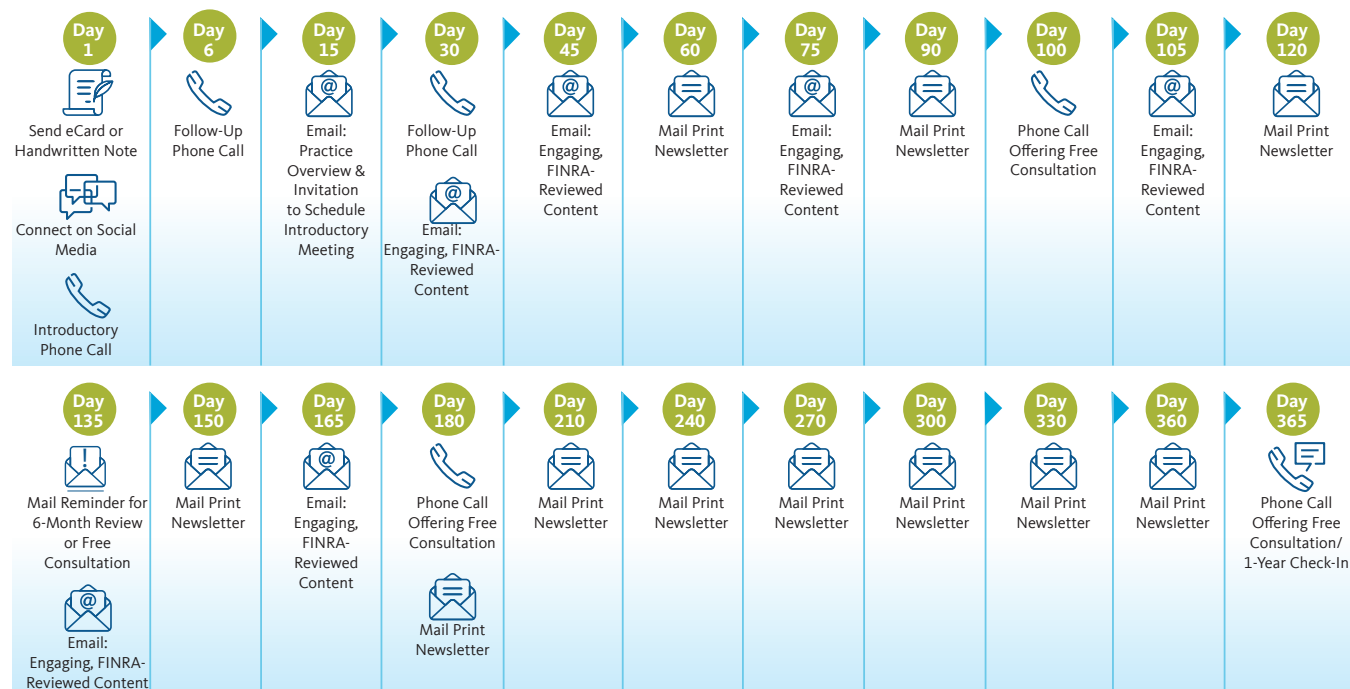 Day
1
Send eCard or
Handwritten Note
Connect on Social
Media
Introductory
Phone Call
Day
6
Follow-Up
Phone Call
Day
15
@
Email:
Practice
Overview &
Invitation
to Schedule
Introductory
Meeting
Day
30
Follow-Up
Phone Call
@
Email:
Engaging, FINRA-
Reviewed
Content
Day
45
@
Email:
Engaging,
FINRA-
Reviewed
Content
Day
60
Mail Print
Newsletter
Day
75
@
Email:
Engaging,
FINRA-
Reviewed
Content
Day
90
Mail Print
Newsletter
Day
100
Phone Call
Offering Free
Consultation
Day
105
@
Email:
Engaging,
FINRA-
Reviewed
Content
Day
120
Mail Print
Newsletter
Day
135
!
Mail Reminder for
6-Month Review
or Free
Consultation
@
Email:
Engaging, FINRA-
Reviewed Content
Day
150
Mail Print
Newsletter
Day
165
@
Email:
Engaging,
FINRA-
Reviewed
Content
Day
180
Phone Call
Offering Free
Consultation
Mail Print
Newsletter
Day
210
Mail Print
Newsletter
Day
240
Mail Print
Newsletter
Day
270
Mail Print
Newsletter
Day
300
Mail Print
Newsletter
Day
330
Mail Print
Newsletter
Day
360
Mail Print
Newsletter
Day
365
Phone Call
Offering Free
Consultation/
1-Year Check-In